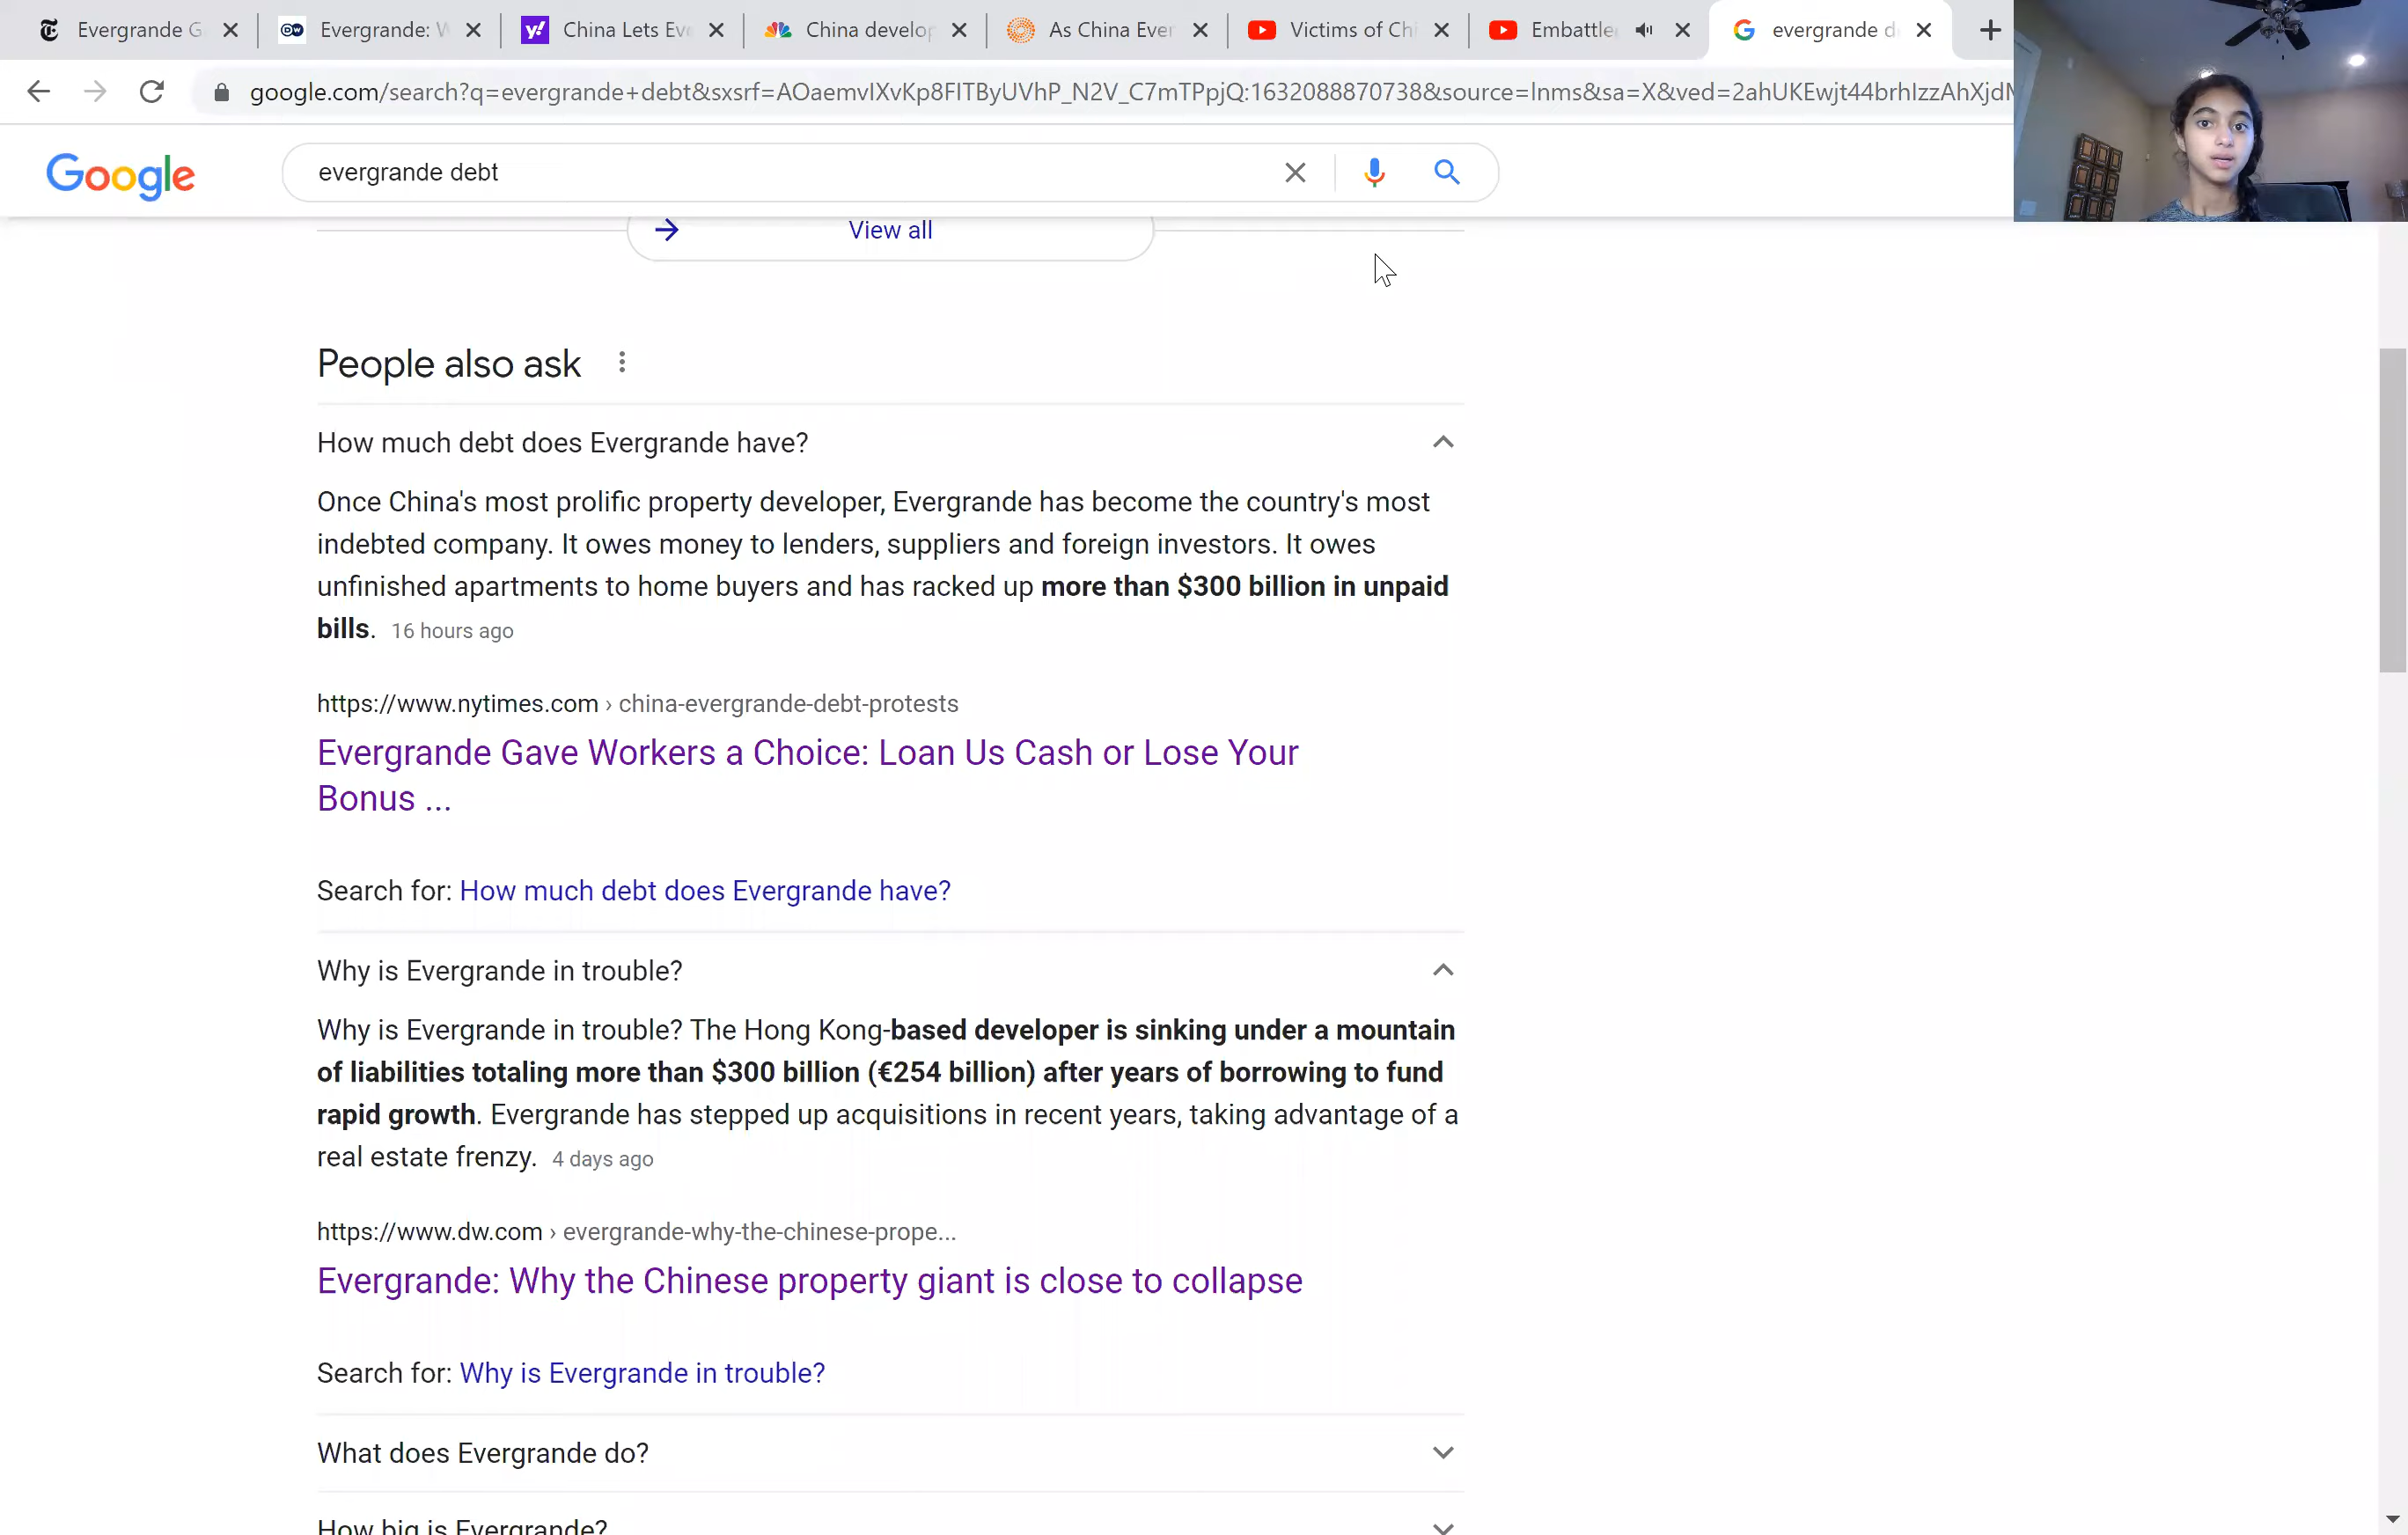 Evergrande G
Evergrande: W
China Lets Eve
China develop
As China Ever
Victims of Chi
Embattle
evergrande d
google.com/search?q=evergrande+debt&sxsrf=AOaemvIXvKp8FITByUVhP_N2V_C7mTPpjQ:1632088870738&source=lnms&sa=X&ved=2ahUKEwjt44brhIzzAhXjdM
Google
evergrande debt
View all
People also ask
How much debt does Evergrande have?
Once China's most prolific property developer, Evergrande has become the country's most
indebted company. It owes money to lenders, suppliers and foreign investors. It owes
unfinished apartments to home buyers and has racked up more than $300 billion in unpaid
bills. 16 hours ago
https://www.nytimes.com › china-evergrande-debt-protests
Evergrande Gave Workers a Choice: Loan Us Cash or Lose Your
Bonus ...
Search for: How much debt does Evergrande have?
Why is Evergrande in trouble?
Why is Evergrande in trouble? The Hong Kong-based developer is sinking under a mountain
of liabilities totaling more than $300 billion (€254 billion) after years of borrowing to fund
rapid growth. Evergrande has stepped up acquisitions in recent years, taking advantage of a
real estate frenzy. 4 days ago
https://www.dw.com › evergrande-why-the-chinese-prope...
Evergrande: Why the Chinese property giant is close to collapse
Search for: Why is Evergrande in trouble?
What does Evergrande do?
How big is Evergrande?